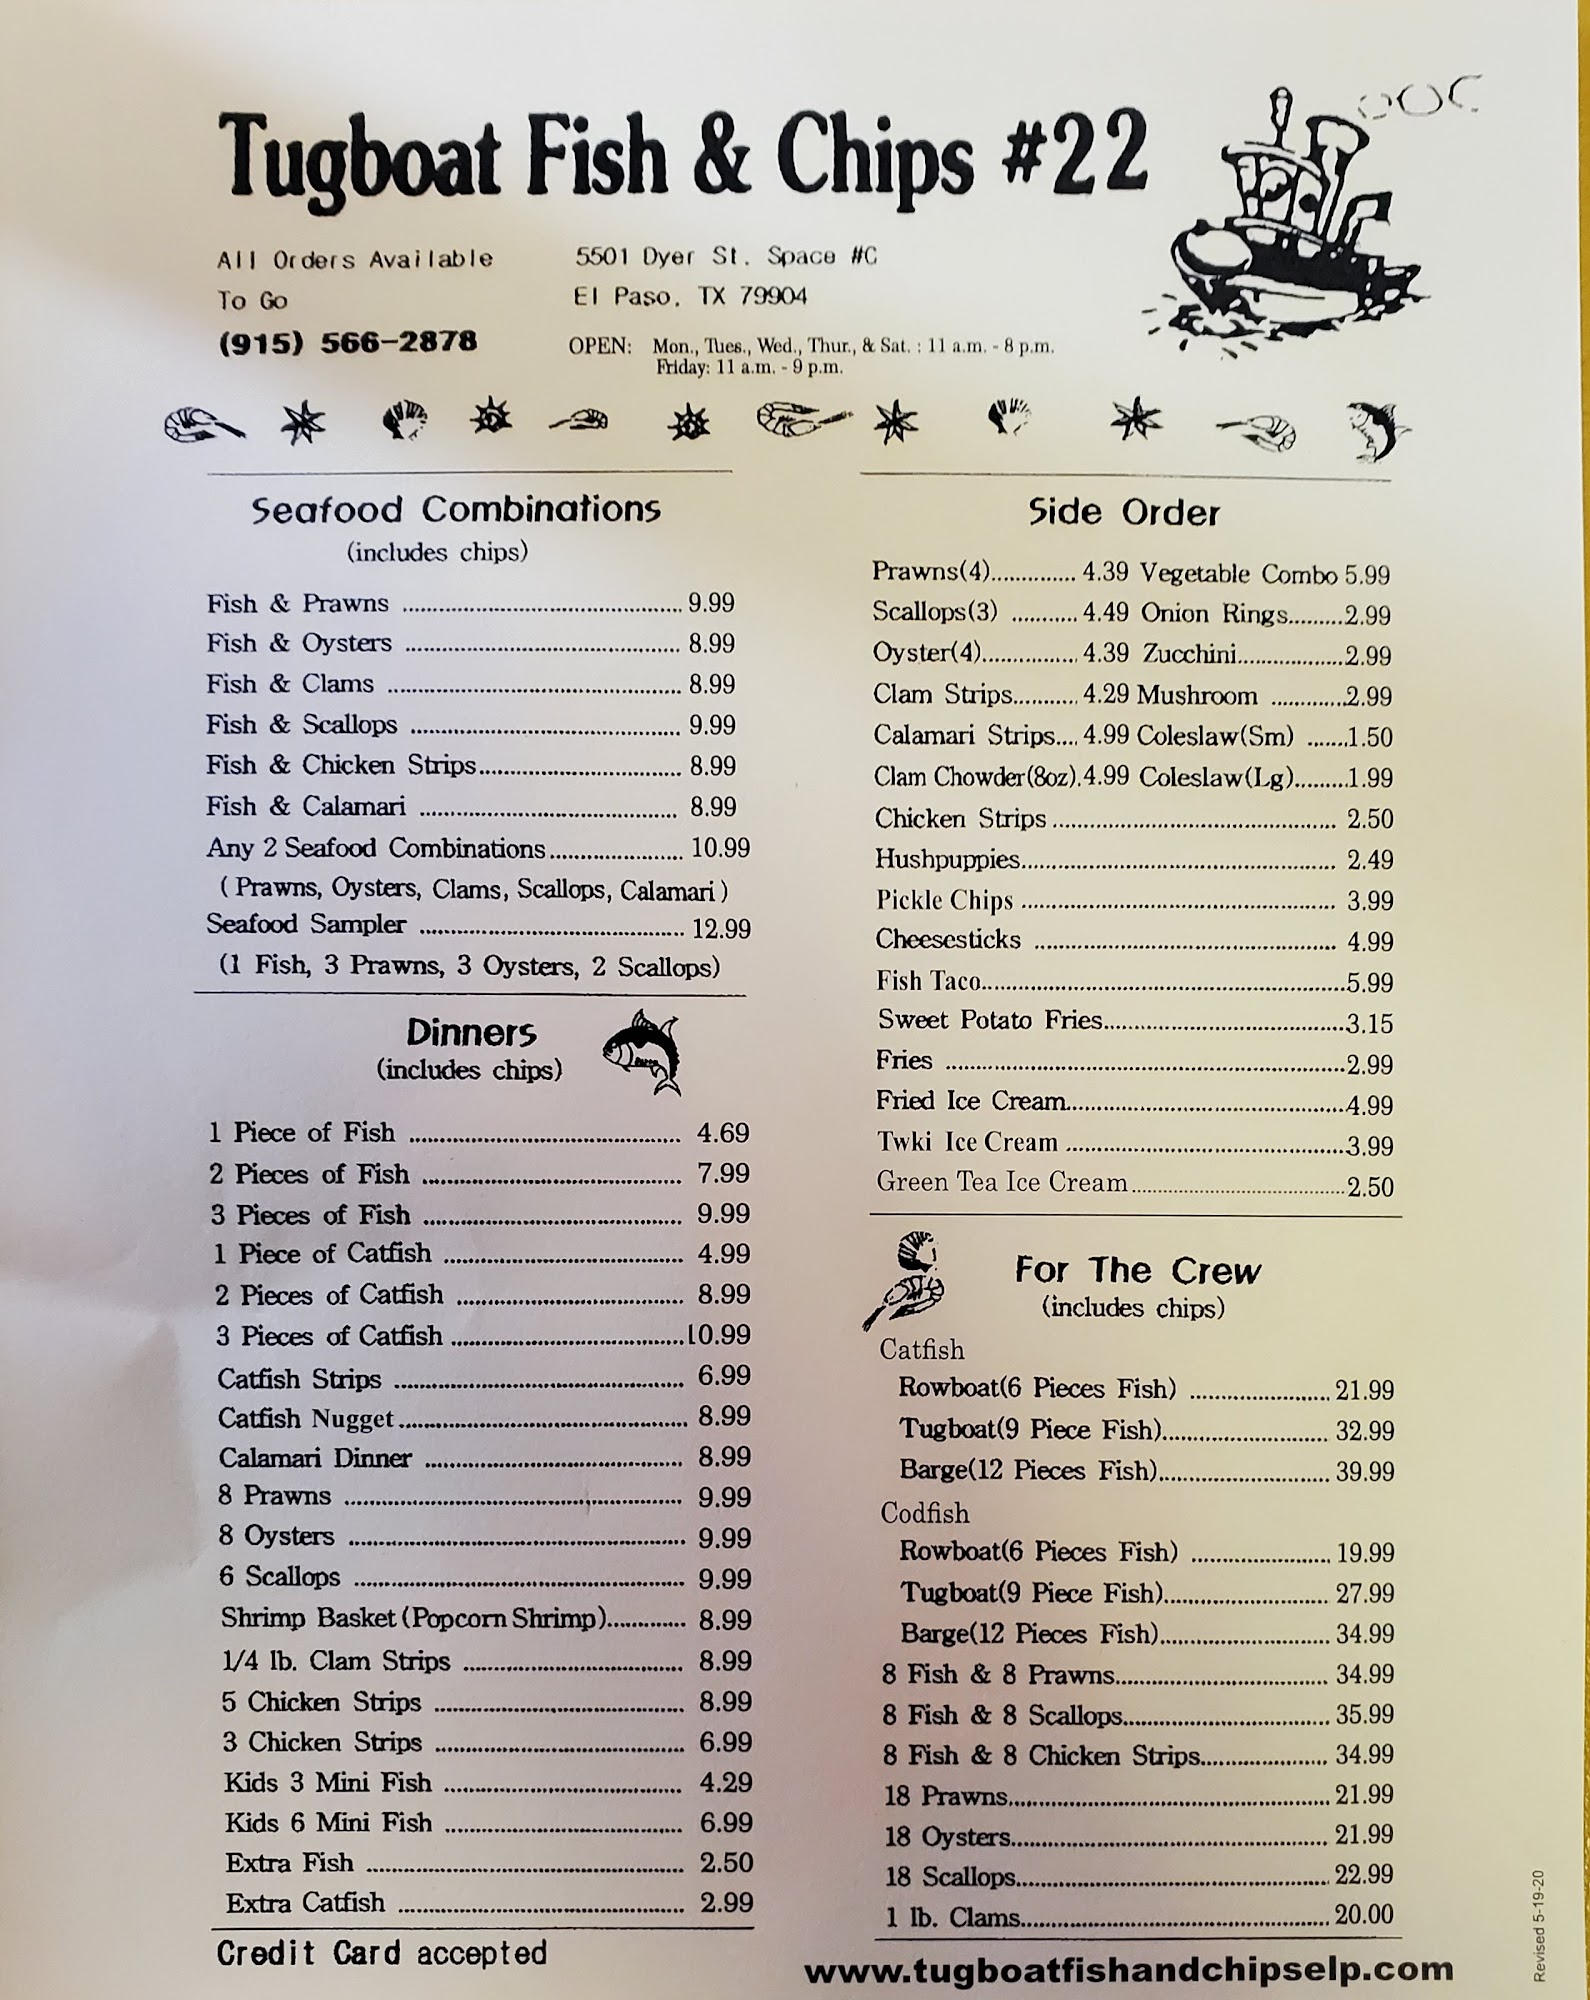 Tugboat Fish & Chips #22
All Orders Available
To Go
(915) 566-2878
5501 Dyer St. Space #C
El Paso, TX 79904
OPEN: Mon., Tues., Wed., Thur., & Sat. : 11 a.m. - 8 p.m.
Friday: 11 a.m. - 9 p.m.
Seafood Combinations
(includes chips)
Fish & Prawns 9.99
Fish & Oysters 8.99
Fish & Clams 8.99
Fish & Scallops 9.99
Fish & Chicken Strips 8.99
Fish & Calamari 8.99
Any 2 Seafood Combinations 10.99
(Prawns, Oysters, Clams, Scallops, Calamari)
Seafood Sampler 12.99
(1 Fish, 3 Prawns, 3 Oysters, 2 Scallops)
Dinners
(includes chips)
1 Piece of Fish 4.69
2 Pieces of Fish 7.99
3 Pieces of Fish 9.99
1 Piece of Catfish 4.99
2 Pieces of Catfish 8.99
3 Pieces of Catfish 10.99
Catfish Strips 6.99
Catfish Nugget 8.99
Calamari Dinner 8.99
8 Prawns 9.99
8 Oysters 9.99
6 Scallops 9.99
Shrimp Basket (Popcorn Shrimp) 8.99
1/4 lb. Clam Strips 8.99
5 Chicken Strips 8.99
3 Chicken Strips 6.99
Kids 3 Mini Fish 4.29
Kids 6 Mini Fish 6.99
Extra Fish 2.50
Extra Catfish 2.99
Credit Card accepted
Side Order
Prawns(4) 4.39 Vegetable Combo 5.99
Scallops(3) 4.49 Onion Rings 2.99
Oyster(4) 4.39 Zucchini 2.99
Clam Strips 4.29 Mushroom 2.99
Calamari Strips 4.99 Coleslaw(Sm) 1.50
Clam Chowder(8oz) 4.99 Coleslaw(Lg) 1.99
Chicken Strips 2.50
Hushpuppies 2.49
Pickle Chips 3.99
Cheesesticks 4.99
Fish Taco 5.99
Sweet Potato Fries 3.15
Fries 2.99
Fried Ice Cream 4.99
Twki Ice Cream 3.99
Green Tea Ice Cream 2.50
For The Crew
(includes chips)
Catfish
Rowboat(6 Pieces Fish) 21.99
Tugboat(9 Piece Fish) 32.99
Barge(12 Pieces Fish) 39.99
Codfish
Rowboat(6 Pieces Fish) 19.99
Tugboat(9 Piece Fish) 27.99
Barge(12 Pieces Fish) 34.99
8 Fish & 8 Prawns 34.99
8 Fish & 8 Scallops 35.99
8 Fish & 8 Chicken Strips 34.99
18 Prawns 21.99
18 Oysters 21.99
18 Scallops 22.99
1 lb. Clams 20.00
www.tugboatfishandchipselp.com
Revised 5-19-20